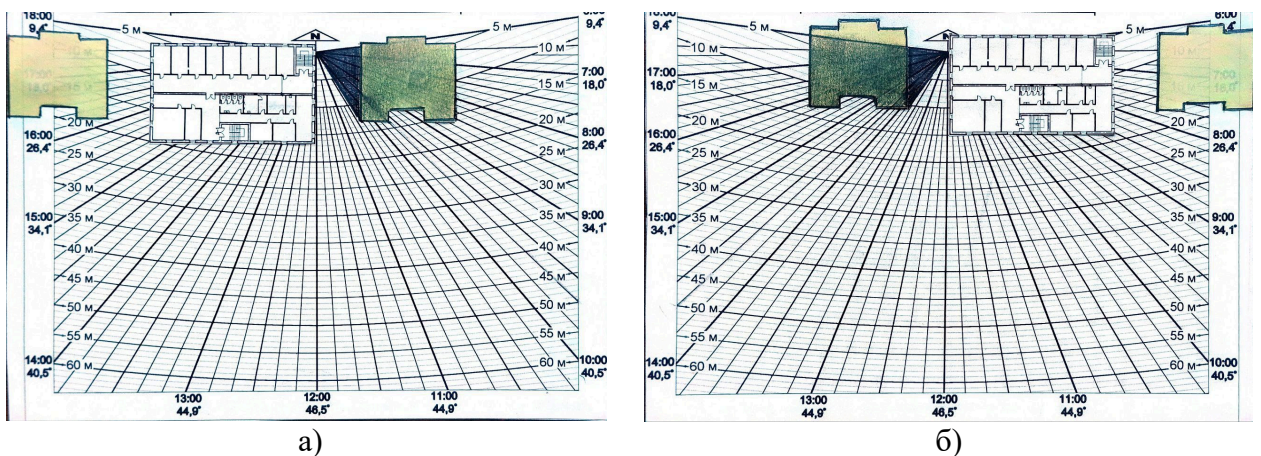 18:00
9,4°
5 м
N
5 м
10 м
10 м
7:00
18,0°
17:00
18,0°
15 м
16:00
26,4°
20 м
20 м
8:00
26,4°
25 м
25 м
30 м
30 м
15:00
34,1°
35 м
35 м
9:00
34,1°
40 м
40 м
45 м
45 м
50 м
50 м
55 м
55 м
14:00
40,5°
60 м
60 м
10:00
40,5°
13:00
44,9°
12:00
46,5°
11:00
44,9°
а)
9,4°
5 м
N
5 м
6:00
9,4°
10 м
10 м
17:00
18,0°
7:00
18,0°
15 м
16:00
26,4°
20 м
20 м
8:00
26,4°
25 м
25 м
30 м
30 м
15:00
34,1°
35 м
35 м
9:00
34,1°
40 м
40 м
45 м
45 м
50 м
50 м
55 м
55 м
14:00
40,5°
60 м
60 м
10:00
40,5°
13:00
44,9°
12:00
46,5°
11:00
44,9°
б)